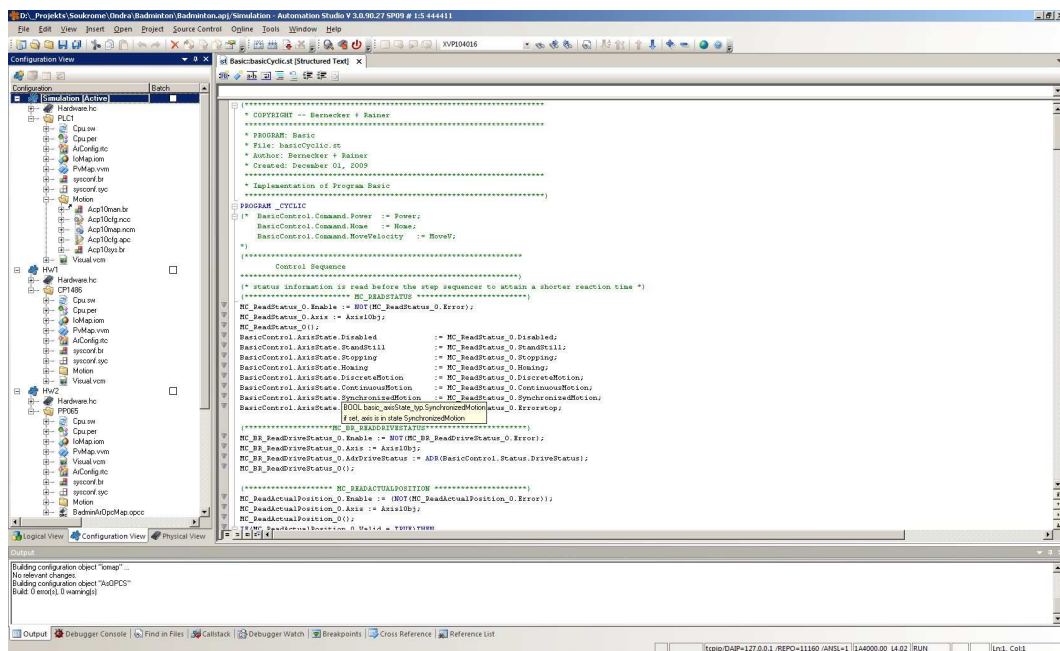 D:\_Projekts\Soukrome\Ondra\Badminton\Badminton.apj/Simulation - Automation Studio V 3.0.90.27 SP09 # 1:5 444411
File Edit View Insert Open Project Source Control Online Tools Window Help
XVP104016
Configuration View
Basic::basicCyclic.st [Structured Text]
Configuration Batch
Simulation [Active]
Hardware.hc
PLC1
Cpu.sw
Cpu.per
ArConfig.rtc
IoMap.iom
PvMap.vvm
sysconf.br
sysconf.syc
Motion
Acp10man.br
Acp10cfg.ncc
Acp10map.ncm
Acp10cfg.apc
Acp10sys.br
Visual.vcm
HW1
Hardware.hc
CP1486
Cpu.sw
Cpu.per
IoMap.iom
PvMap.vvm
ArConfig.rtc
sysconf.br
sysconf.syc
Motion
Visual.vcm
HW2
Hardware.hc
PP065
Cpu.sw
Cpu.per
IoMap.iom
PvMap.vvm
Visual.vcm
ArConfig.rtc
sysconf.br
sysconf.syc
Motion
BadminArOpcMap.opcc
Logical View Configuration View Physical View
* COPYRIGHT -- Bernecker + Rainer
* PROGRAM: Basic
* File: basicCyclic.st
* Author: Bernecker + Rainer
* Created: December 01, 2009
* Implementation of Program Basic
PROGRAM _CYCLIC
(* BasicControl.Command.Power := Power;
BasicControl.Command.Home := Home;
BasicControl.Command.MoveVelocity := MoveV;
*)
Control Sequence
(* status information is read before the step sequencer to attain a shorter reaction time *)
(************************ MC_READSTATUS ************************)
MC_ReadStatus_0.Enable := NOT(MC_ReadStatus_0.Error);
MC_ReadStatus_0.Axis := Axis1Obj;
MC_ReadStatus_0();
BasicControl.AxisState.Disabled := MC_ReadStatus_0.Disabled;
BasicControl.AxisState.StandStill := MC_ReadStatus_0.StandStill;
BasicControl.AxisState.Stopping := MC_ReadStatus_0.Stopping;
BasicControl.AxisState.Homing := MC_ReadStatus_0.Homing;
BasicControl.AxisState.DiscreteMotion := MC_ReadStatus_0.DiscreteMotion;
BasicControl.AxisState.ContinuousMotion := MC_ReadStatus_0.ContinuousMotion;
BasicControl.AxisState.SynchronizedMotion := MC_ReadStatus_0.SynchronizedMotion;
BasicControl.AxisState. atus_0.Errorstop;
BOOL basic_axisState_typ.SynchronizedMotion
if set, axis is in state SynchronizedMotion
(********************MC_BR_READDRIVESTATUS***********************)
MC_BR_ReadDriveStatus_0.Enable := NOT(MC_BR_ReadDriveStatus_0.Error);
MC_BR_ReadDriveStatus_0.Axis := Axis1Obj;
MC_BR_ReadDriveStatus_0.AdrDriveStatus := ADR(BasicControl.Status.DriveStatus);
MC_BR_ReadDriveStatus_0();
(******************** MC_READACTUALPOSITION *********************)
MC_ReadActualPosition_0.Enable := (NOT(MC_ReadActualPosition_0.Error));
MC_ReadActualPosition_0.Axis := Axis1Obj;
MC_ReadActualPosition_0();
IF(MC_ReadActualPosition_0.Valid = TRUE)THEN
Output
Building configuration object "iomap" ...
No relevant changes.
Building configuration object "AsOPCS"
Build: 0 error(s), 0 warning(s)
Output Debugger Console Find in Files Callstack Debugger Watch Breakpoints Cross Reference Reference List
tcpip/DAIP=127.0.0.1 /REPO=11160 /ANSL=1 1A4000.00 L4.02 RUN Ln:1, Col:1